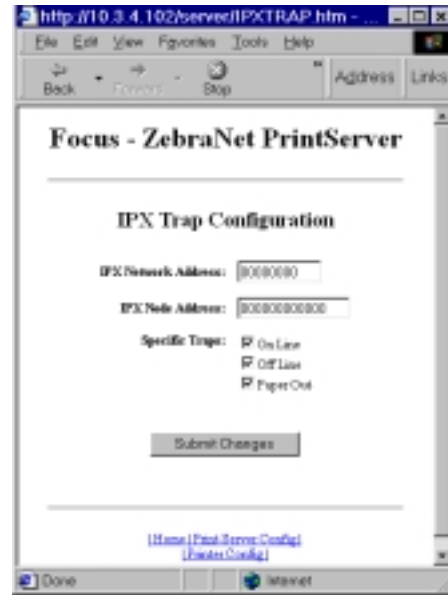 http://10.3.4.102/server/IPXTRAP.htm - ...
File Edit View Favorites Tools Help
Back Forward Stop Address Links
Focus - ZebraNet PrintServer
IPX Trap Configuration
IPX Network Address: 00000000
IPX Node Address: 000000000000
Specific Traps: On Line
Off Line
Paper Out
Submit Changes
[Home | Print Server Config]
[Printer Config]
Done Internet